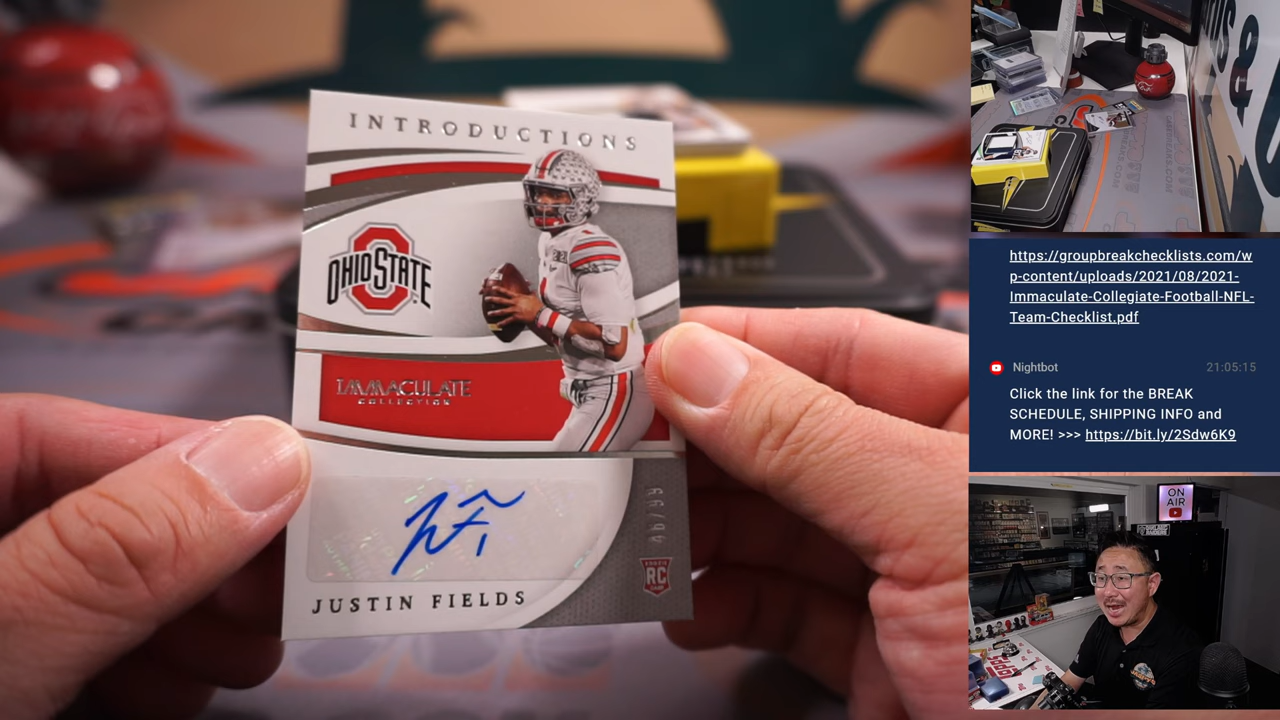 INTRODUCTIONS
OHIO STATE
1
IMMACULATE
COLLECTION
46/99
RC
JUSTIN FIELDS
&
https://groupbreakchecklists.com/w
p-content/uploads/2021/08/2021-
Immaculate-Collegiate-Football-NFL-
Team-Checklist.pdf
Nightbot
21:05:15
Click the link for the BREAK
SCHEDULE, SHIPPING INFO and
MORE! >>> https://bit.ly/2Sdw6K9
ON
AIR